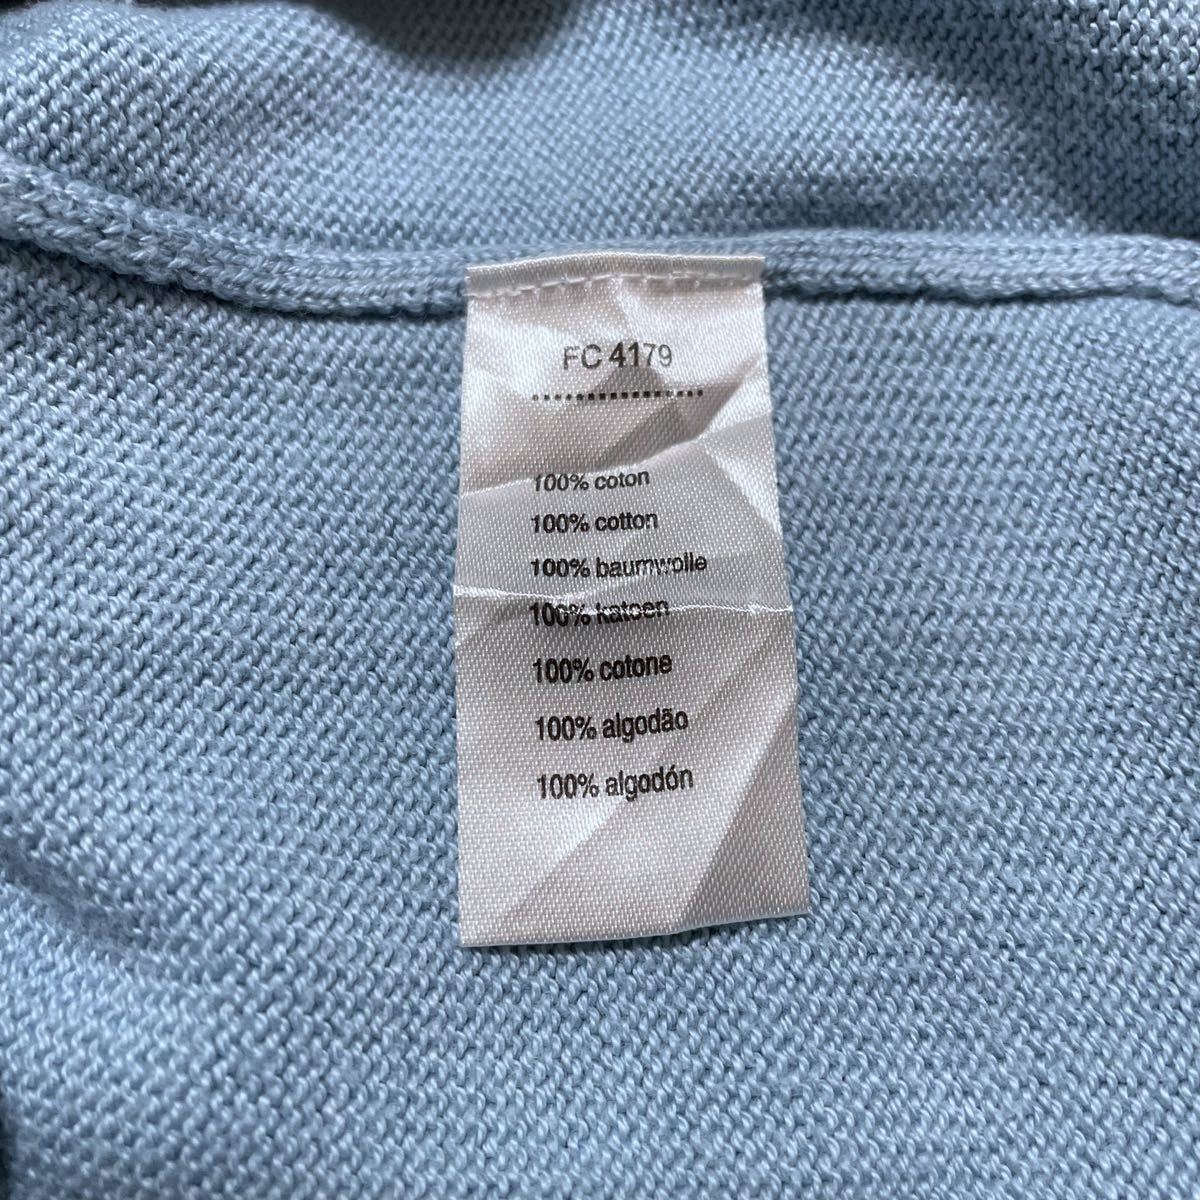 FC 4179
100% coton
100% cotton
100% baumwolle
100% katoen
100% cotone
100% algodão
100% algodón